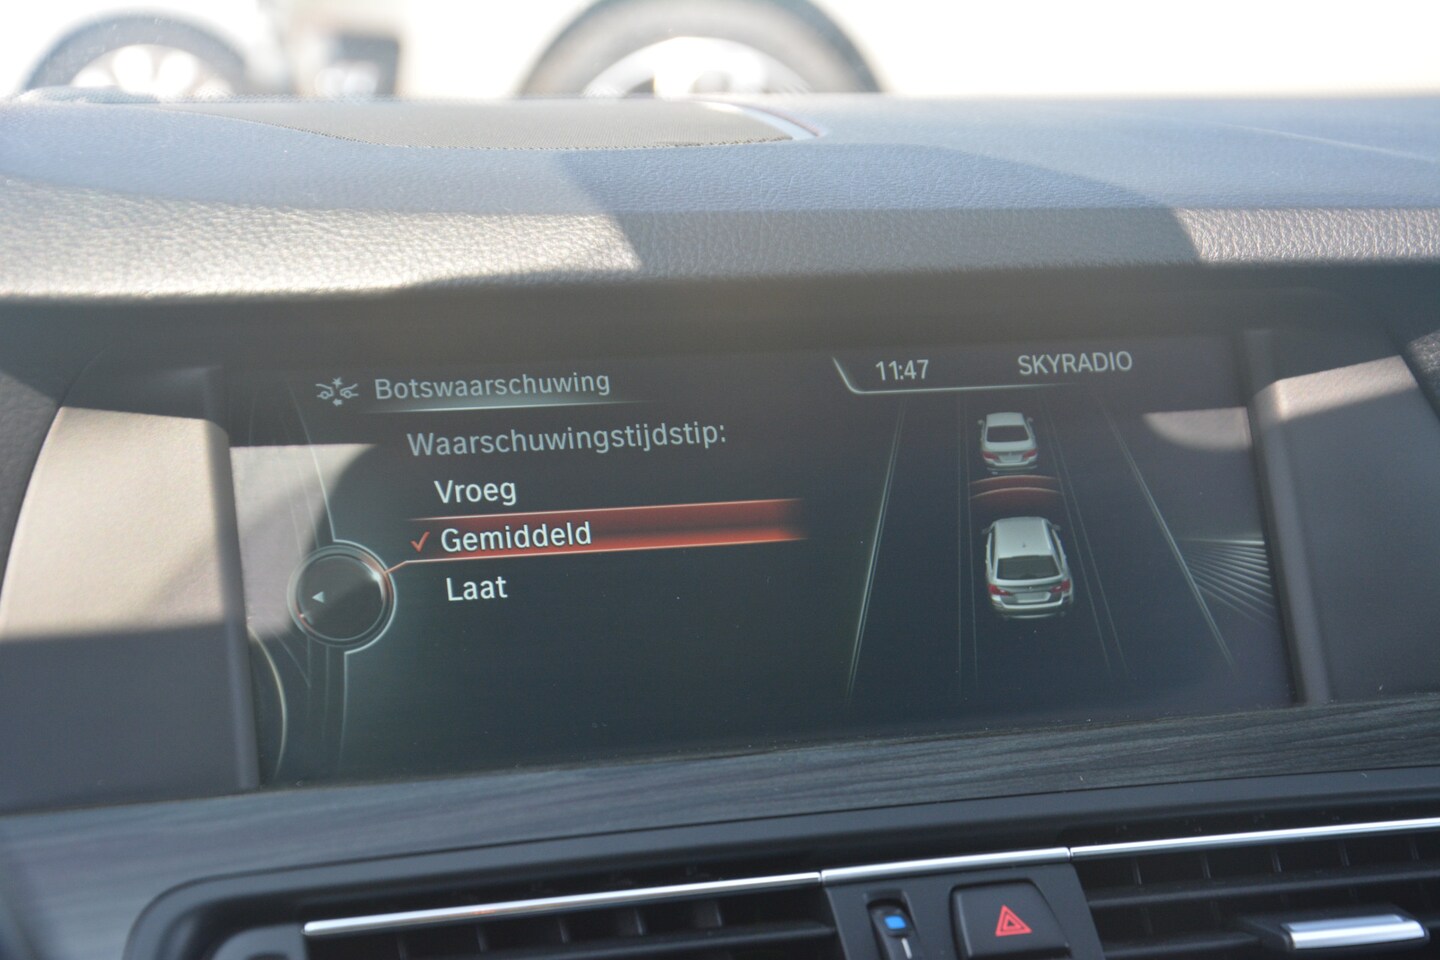 Botswaarschuwing
11:47
SKYRADIO
Waarschuwingstijdstip:
Vroeg
Gemiddeld
Laat